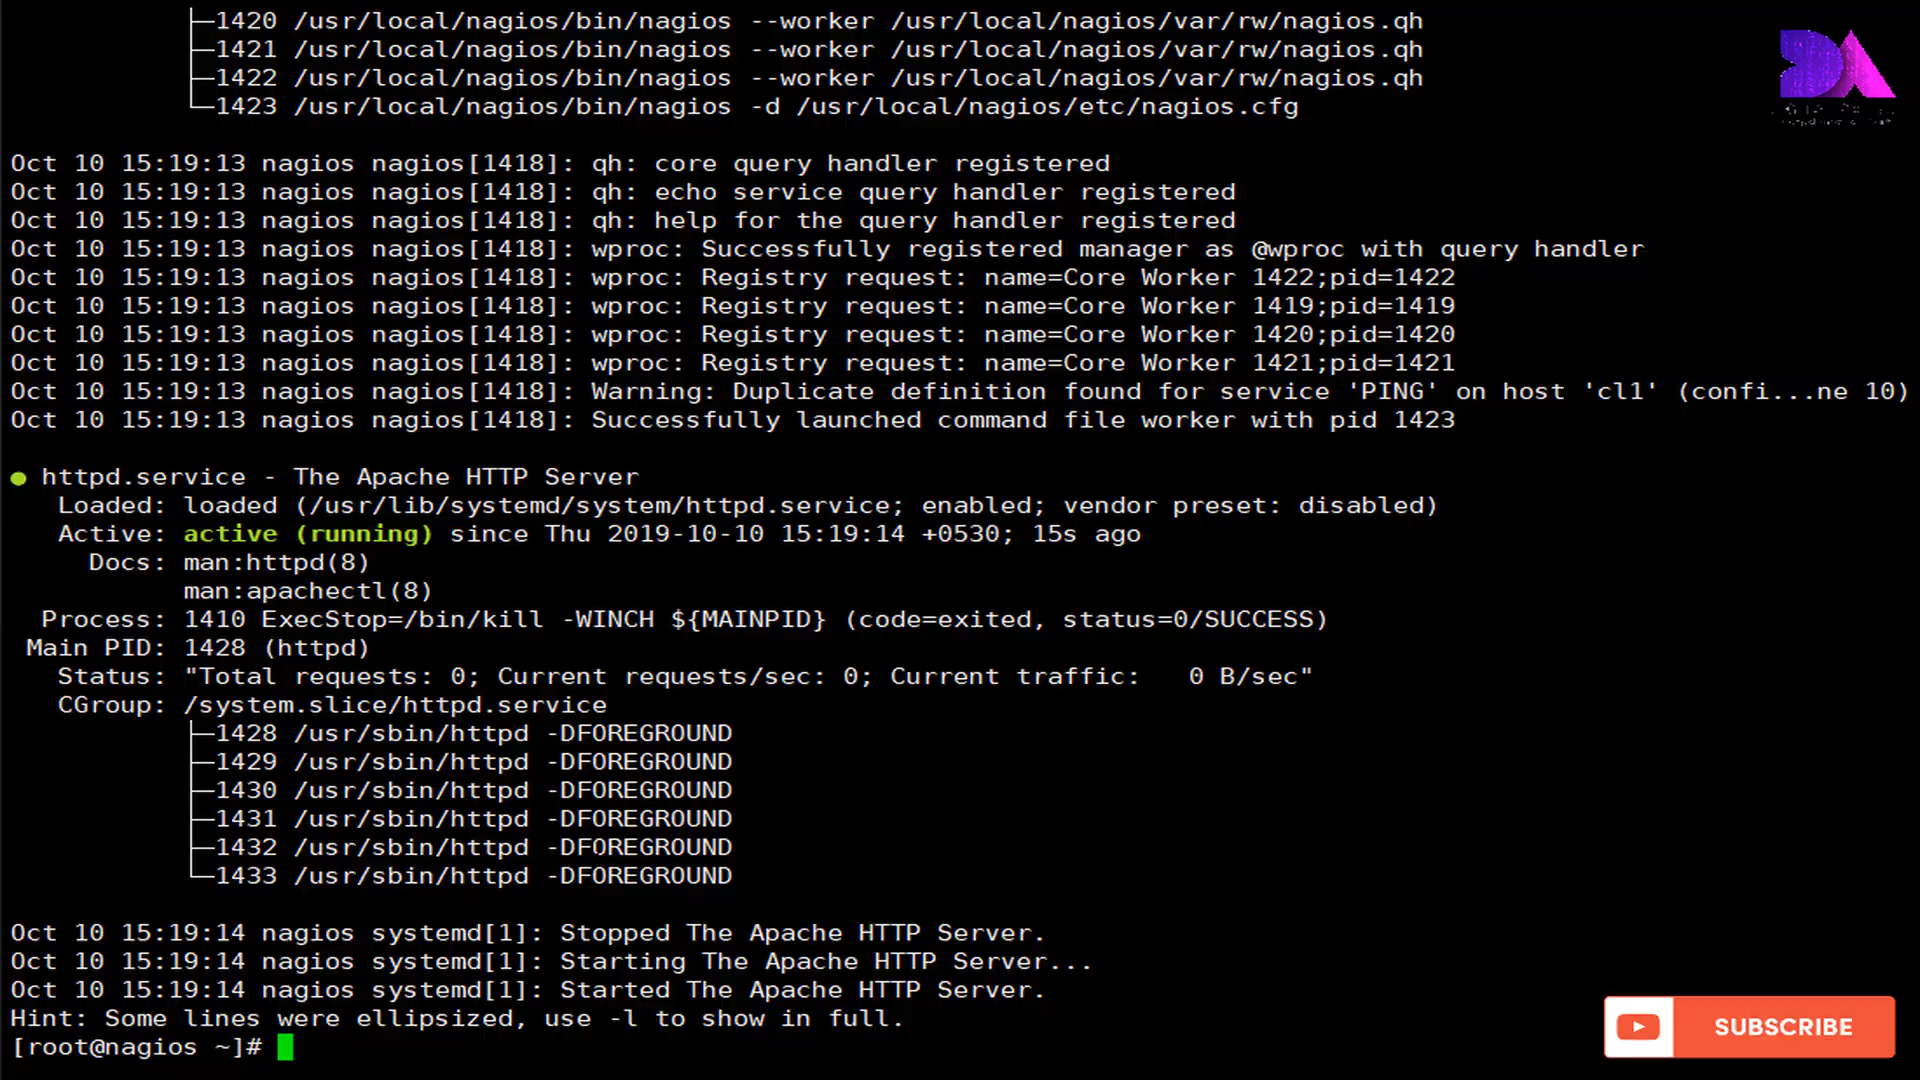 ├─1420 /usr/local/nagios/bin/nagios --worker /usr/local/nagios/var/rw/nagios.qh
├─1421 /usr/local/nagios/bin/nagios --worker /usr/local/nagios/var/rw/nagios.qh
├─1422 /usr/local/nagios/bin/nagios --worker /usr/local/nagios/var/rw/nagios.qh
└─1423 /usr/local/nagios/bin/nagios -d /usr/local/nagios/etc/nagios.cfg
Oct 10 15:19:13 nagios nagios[1418]: qh: core query handler registered
Oct 10 15:19:13 nagios nagios[1418]: qh: echo service query handler registered
Oct 10 15:19:13 nagios nagios[1418]: qh: help for the query handler registered
Oct 10 15:19:13 nagios nagios[1418]: wproc: Successfully registered manager as @wproc with query handler
Oct 10 15:19:13 nagios nagios[1418]: wproc: Registry request: name=Core Worker 1422;pid=1422
Oct 10 15:19:13 nagios nagios[1418]: wproc: Registry request: name=Core Worker 1419;pid=1419
Oct 10 15:19:13 nagios nagios[1418]: wproc: Registry request: name=Core Worker 1420;pid=1420
Oct 10 15:19:13 nagios nagios[1418]: wproc: Registry request: name=Core Worker 1421;pid=1421
Oct 10 15:19:13 nagios nagios[1418]: Warning: Duplicate definition found for service 'PING' on host 'cl1' (confi...ne 10)
Oct 10 15:19:13 nagios nagios[1418]: Successfully launched command file worker with pid 1423
● httpd.service - The Apache HTTP Server
Loaded: loaded (/usr/lib/systemd/system/httpd.service; enabled; vendor preset: disabled)
Active: active (running) since Thu 2019-10-10 15:19:14 +0530; 15s ago
Docs: man:httpd(8)
man:apachectl(8)
Process: 1410 ExecStop=/bin/kill -WINCH ${MAINPID} (code=exited, status=0/SUCCESS)
Main PID: 1428 (httpd)
Status: "Total requests: 0; Current requests/sec: 0; Current traffic:   0 B/sec"
CGroup: /system.slice/httpd.service
├─1428 /usr/sbin/httpd -DFOREGROUND
├─1429 /usr/sbin/httpd -DFOREGROUND
├─1430 /usr/sbin/httpd -DFOREGROUND
├─1431 /usr/sbin/httpd -DFOREGROUND
├─1432 /usr/sbin/httpd -DFOREGROUND
└─1433 /usr/sbin/httpd -DFOREGROUND
Oct 10 15:19:14 nagios systemd[1]: Stopped The Apache HTTP Server.
Oct 10 15:19:14 nagios systemd[1]: Starting The Apache HTTP Server...
Oct 10 15:19:14 nagios systemd[1]: Started The Apache HTTP Server.
Hint: Some lines were ellipsized, use -l to show in full.
[root@nagios ~]#
SUBSCRIBE